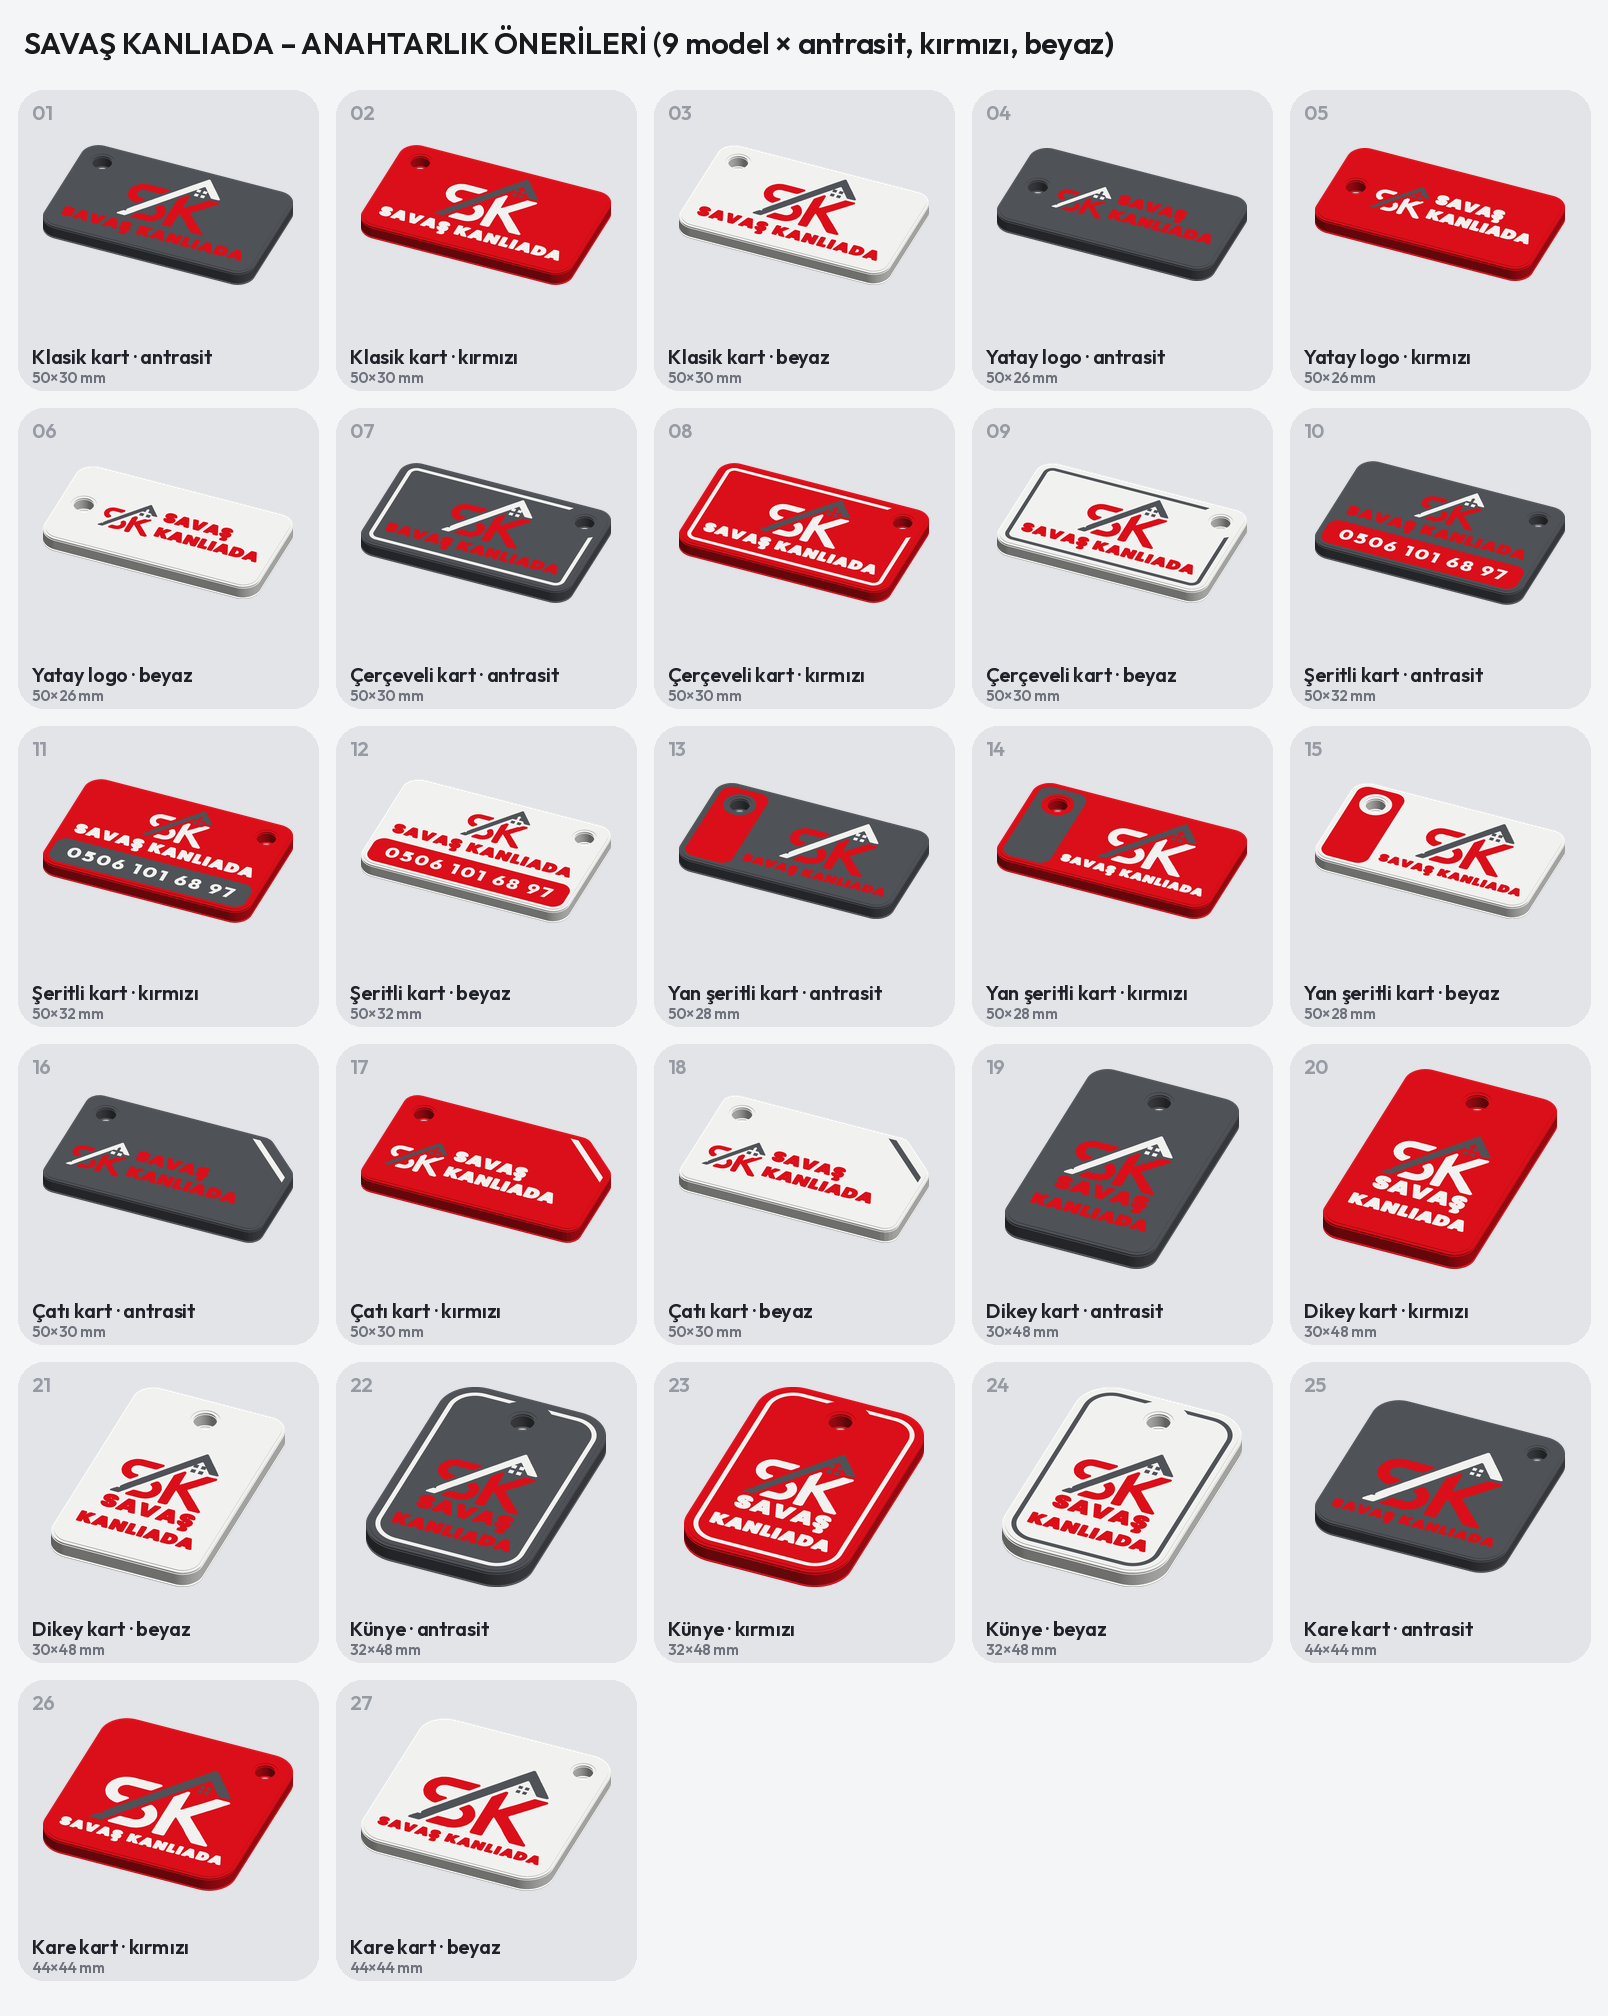 SAVAŞ KANLIADA – ANAHTARLIK ÖNERİLERİ (9 model × antrasit, kırmızı, beyaz)
01
SK
SAVAŞ KANLIADA
Klasik kart · antrasit
50×30 mm
02
SK
SAVAŞ KANLIADA
Klasik kart · kırmızı
50×30 mm
03
SK
SAVAŞ KANLIADA
Klasik kart · beyaz
50×30 mm
04
SK
SAVAŞ
KANLIADA
Yatay logo · antrasit
50×26 mm
05
SK
SAVAŞ
KANLIADA
Yatay logo · kırmızı
50×26 mm
06
SK
SAVAŞ
KANLIADA
Yatay logo · beyaz
50×26 mm
07
SK
SAVAŞ KANLIADA
Çerçeveli kart · antrasit
50×30 mm
08
SK
SAVAŞ KANLIADA
Çerçeveli kart · kırmızı
50×30 mm
09
SK
SAVAŞ KANLIADA
Çerçeveli kart · beyaz
50×30 mm
10
SK
SAVAŞ KANLIADA
0506 101 68 97
Şeritli kart · antrasit
50×32 mm
11
SK
SAVAŞ KANLIADA
0506 101 68 97
Şeritli kart · kırmızı
50×32 mm
12
SK
SAVAŞ KANLIADA
0506 101 68 97
Şeritli kart · beyaz
50×32 mm
13
SK
SAVAŞ KANLIADA
Yan şeritli kart · antrasit
50×28 mm
14
SK
SAVAŞ KANLIADA
Yan şeritli kart · kırmızı
50×28 mm
15
SK
SAVAŞ KANLIADA
Yan şeritli kart · beyaz
50×28 mm
16
SK
SAVAŞ
KANLIADA
Çatı kart · antrasit
50×30 mm
17
SK
SAVAŞ
KANLIADA
Çatı kart · kırmızı
50×30 mm
18
SK
SAVAŞ
KANLIADA
Çatı kart · beyaz
50×30 mm
19
SK
SAVAŞ
KANLIADA
Dikey kart · antrasit
30×48 mm
20
SK
SAVAŞ
KANLIADA
Dikey kart · kırmızı
30×48 mm
21
SK
SAVAŞ
KANLIADA
Dikey kart · beyaz
30×48 mm
22
SK
SAVAŞ
KANLIADA
Künye · antrasit
32×48 mm
23
SK
SAVAŞ
KANLIADA
Künye · kırmızı
32×48 mm
24
SK
SAVAŞ
KANLIADA
Künye · beyaz
32×48 mm
25
SK
SAVAŞ KANLIADA
Kare kart · antrasit
44×44 mm
26
SK
SAVAŞ KANLIADA
Kare kart · kırmızı
44×44 mm
27
SK
SAVAŞ KANLIADA
Kare kart · beyaz
44×44 mm